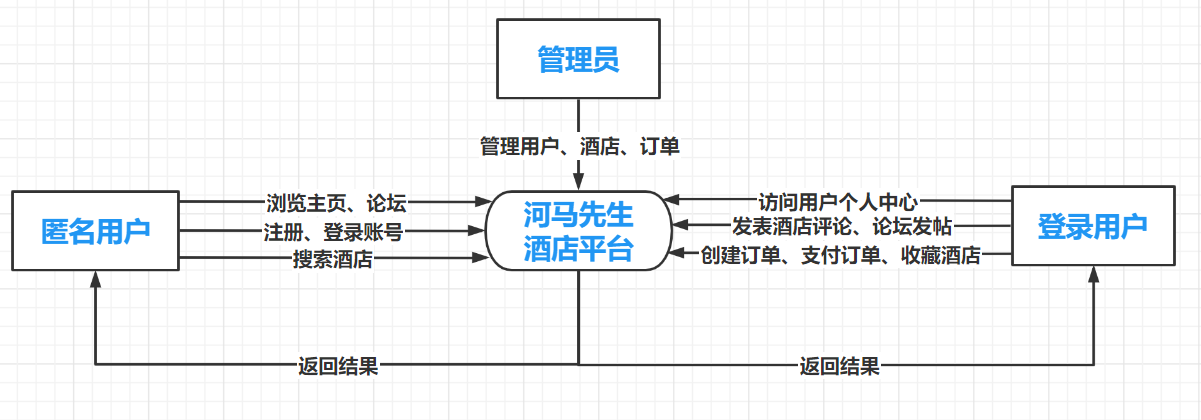 管理员
管理用户、酒店、订单
匿名用户
浏览主页、论坛
注册、登录账号
搜索酒店
河马先生
酒店平台
访问用户个人中心
发表酒店评论、论坛发帖
创建订单、支付订单、收藏酒店
登录用户
返回结果
返回结果